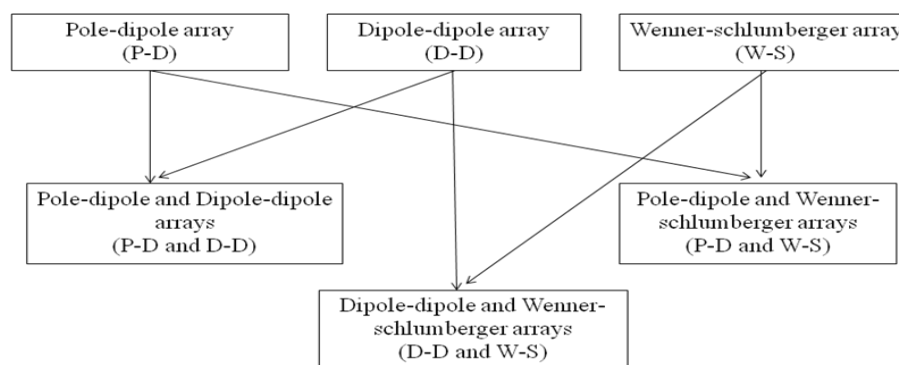 Pole-dipole array
(P-D)
Dipole-dipole array
(D-D)
Wenner-schlumberger array
(W-S)
Pole-dipole and Dipole-dipole
arrays
(P-D and D-D)
Pole-dipole and Wenner-
schlumberger arrays
(P-D and W-S)
Dipole-dipole and Wenner-
schlumberger arrays
(D-D and W-S)